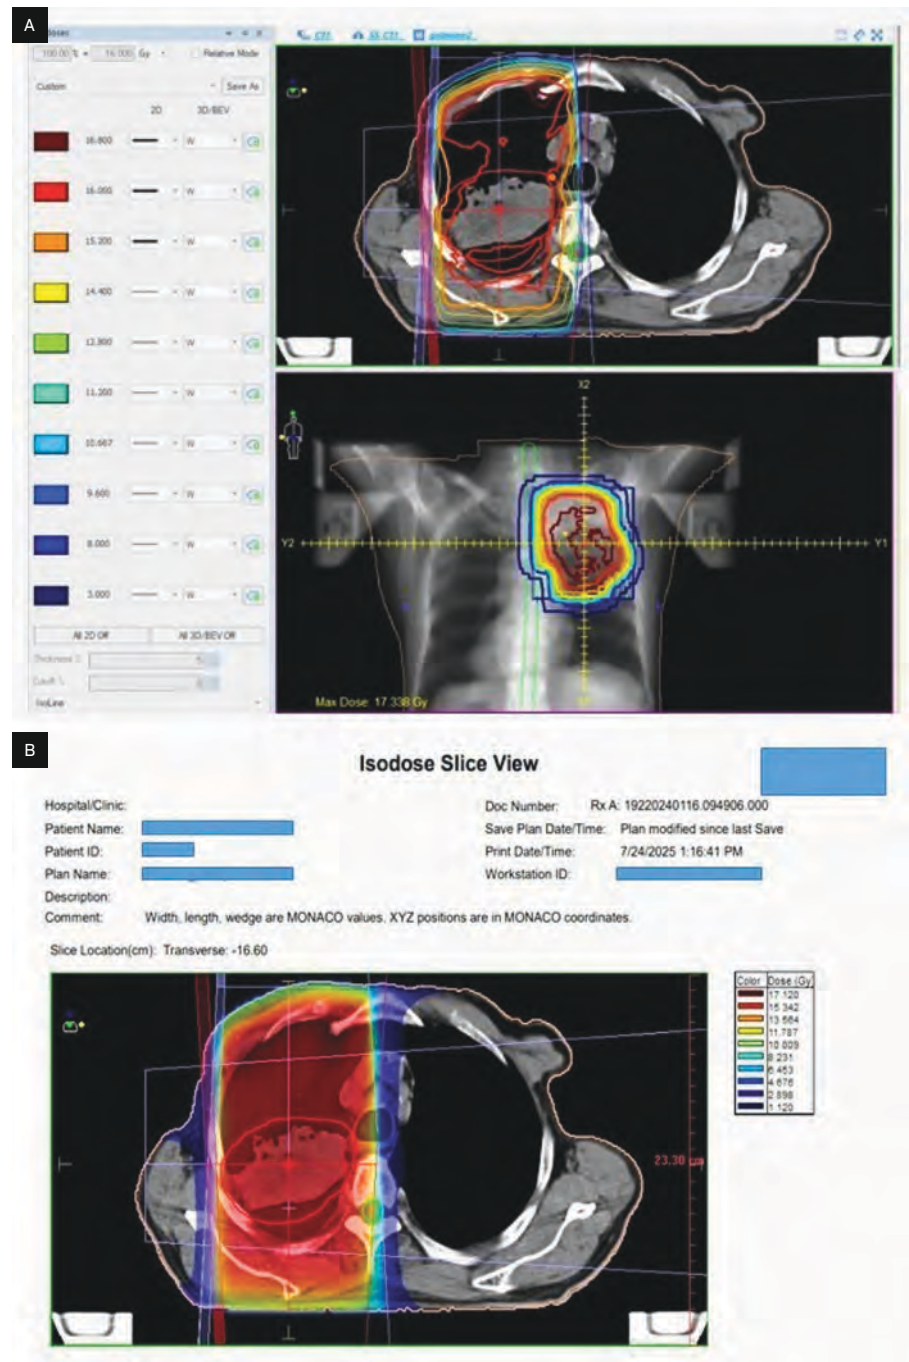 A
100.00 % = 16.000 Gy Relative Mode
Custom Save As
2D 3D/BEV
16.800 W
16.000 W
15.200 W
14.400 W
12.800 W
11.200 W
10.667 W
9.600 W
8.000 W
3.000 W
All 2D Off All 3D/BEV Off
IsoLine
X2
Y2 Y1
Max Dose: 17.338 Gy
B
Isodose Slice View
Hospital/Clinic:
Patient Name:
Patient ID:
Plan Name:
Description:
Comment: Width, length, wedge are MONACO values. XYZ positions are in MONACO coordinates.
Doc Number: Rx A: 19220240116.094906.000
Save Plan Date/Time: Plan modified since last Save
Print Date/Time: 7/24/2025 1:16:41 PM
Workstation ID:
Slice Location(cm): Transverse: -16.60
Color Dose (Gy)
17.120
15.342
13.564
11.787
10.009
8.231
6.453
4.676
2.898
1.120
23.30 cm